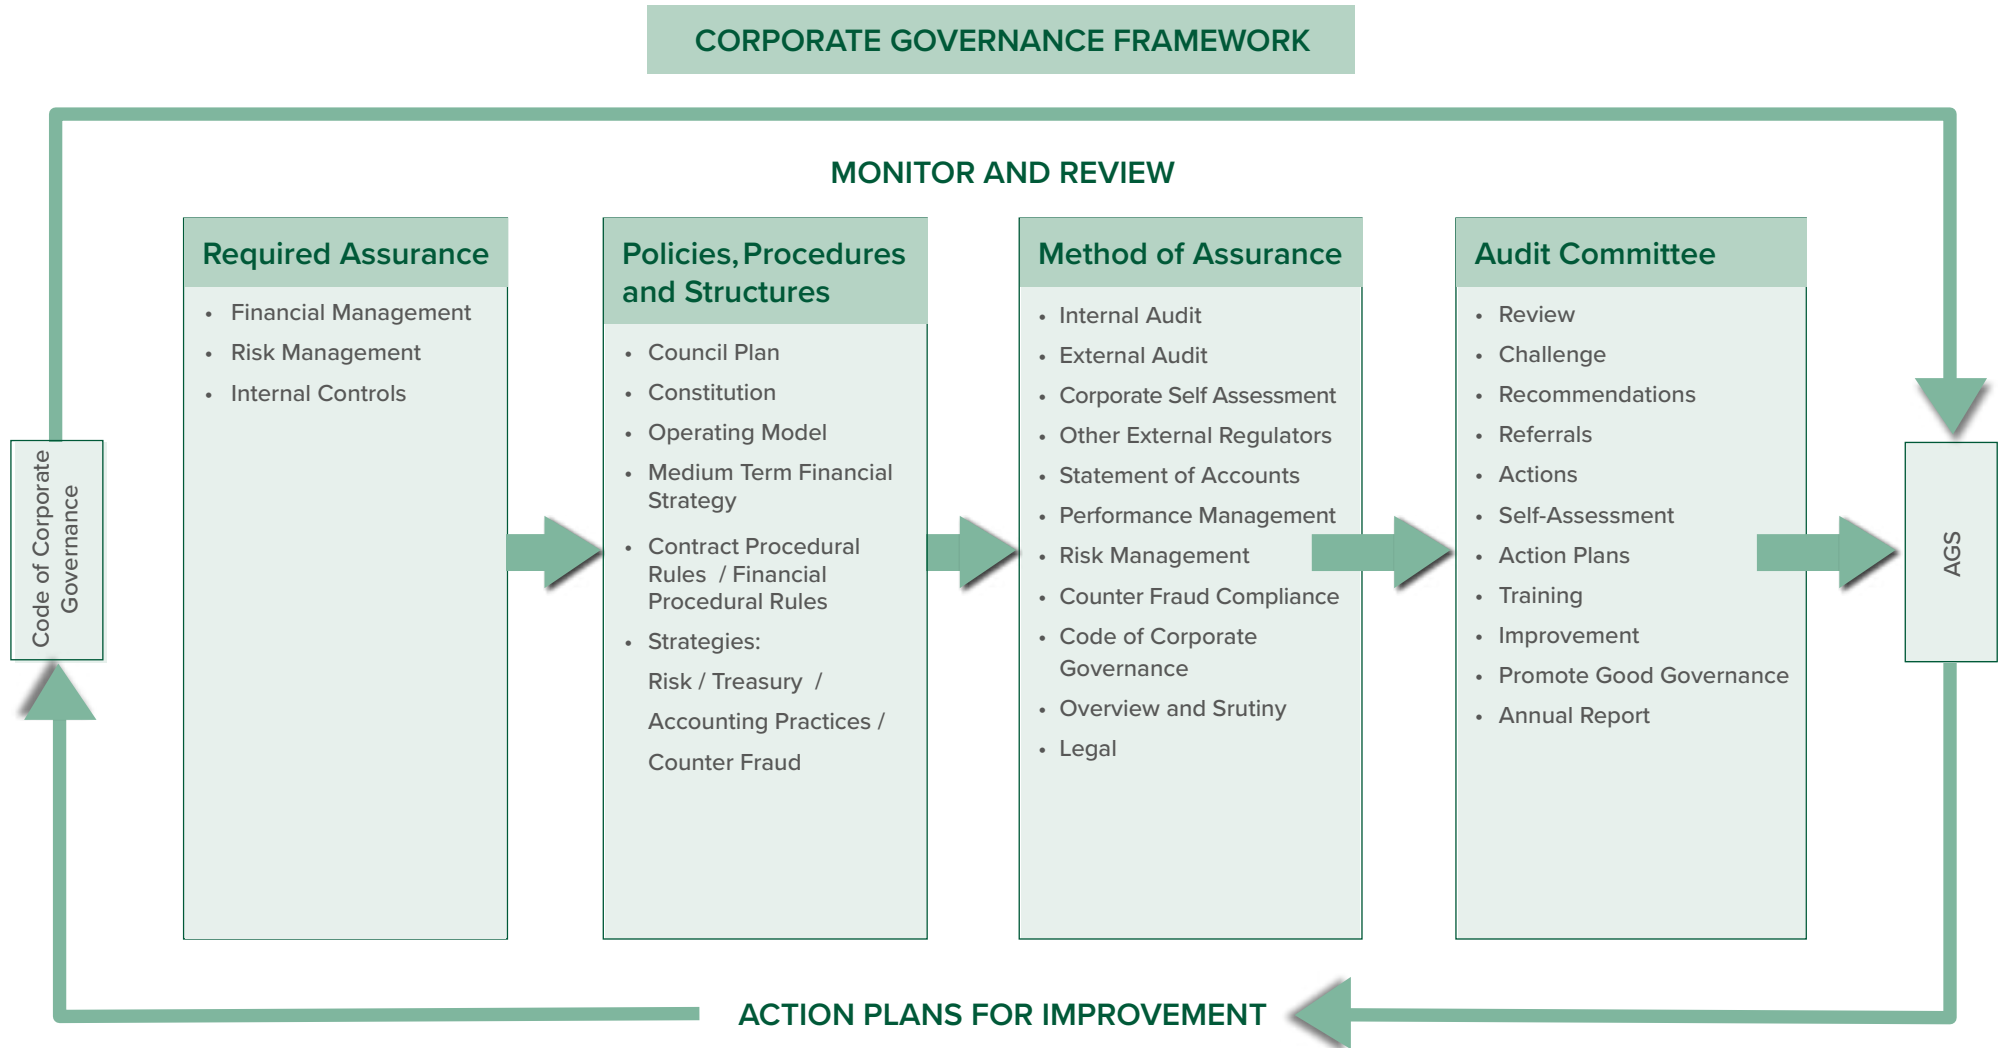 CORPORATE GOVERNANCE FRAMEWORK
MONITOR AND REVIEW
Code of Corporate
Governance
Required Assurance
• Financial Management
• Risk Management
• Internal Controls
Policies, Procedures
and Structures
• Council Plan
• Constitution
• Operating Model
• Medium Term Financial
Strategy
• Contract Procedural
Rules / Financial
Procedural Rules
• Strategies:
Risk / Treasury /
Accounting Practices /
Counter Fraud
Method of Assurance
• Internal Audit
• External Audit
• Corporate Self Assessment
• Other External Regulators
• Statement of Accounts
• Performance Management
• Risk Management
• Counter Fraud Compliance
• Code of Corporate
Governance
• Overview and Srutiny
• Legal
Audit Committee
• Review
• Challenge
• Recommendations
• Referrals
• Actions
• Self-Assessment
• Action Plans
• Training
• Improvement
• Promote Good Governance
• Annual Report
AGS
ACTION PLANS FOR IMPROVEMENT